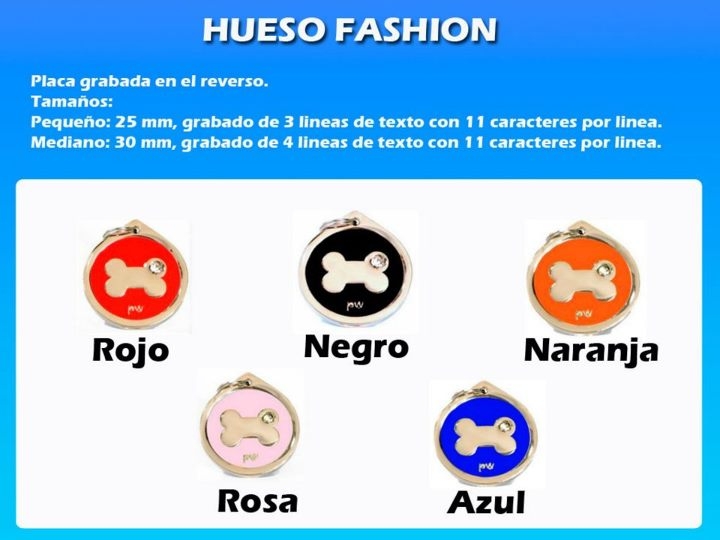 HUESO FASHION
Placa grabada en el reverso.
Tamaños:
Pequeño: 25 mm, grabado de 3 lineas de texto con 11 caracteres por linea.
Mediano: 30 mm, grabado de 4 lineas de texto con 11 caracteres por linea.
Rojo
Negro
Naranja
Rosa
Azul